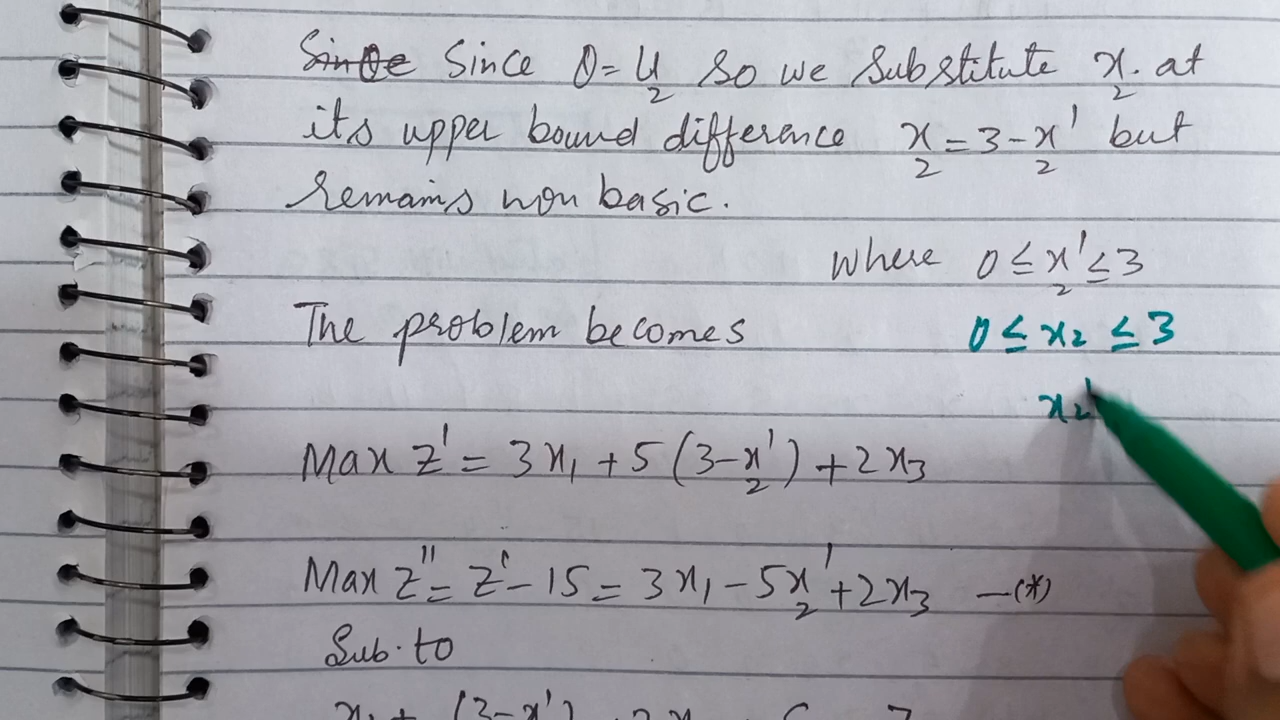 Since θ = u₂ so we substitute x₂ at
its upper bound difference x₂ = 3 - x₂' but
remains non basic.
where 0 ≤ x₂' ≤ 3
The problem becomes
0 ≤ x₂ ≤ 3
x₂
Max Z' = 3x₁ + 5(3 - x₂') + 2x₃
Max Z'' = Z' - 15 = 3x₁ - 5x₂' + 2x₃ —(*)
Sub. to